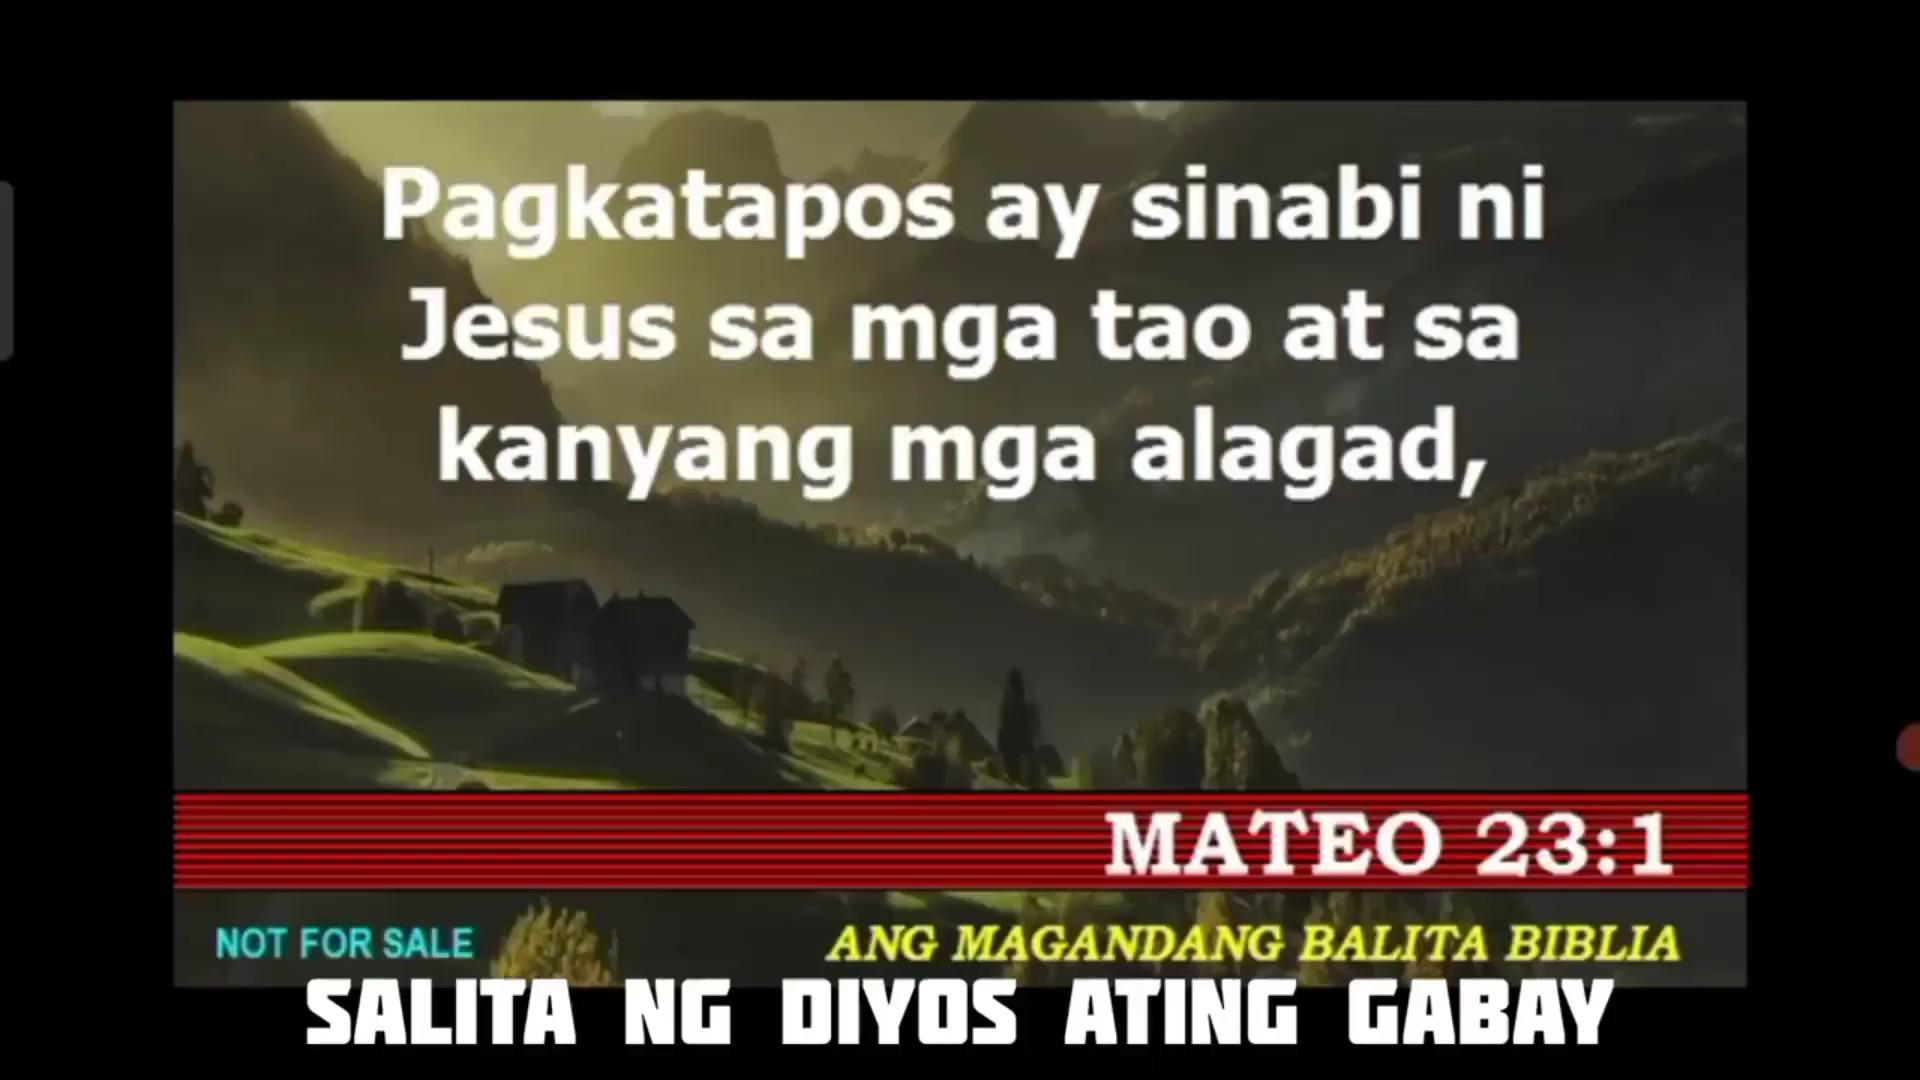 Pagkatapos ay sinabi ni
Jesus sa mga tao at sa
kanyang mga alagad,
MATEO 23:1
NOT FOR SALE
ANG MAGANDANG BALITA BIBLIA
SALITA NG DIYOS ATING GABAY